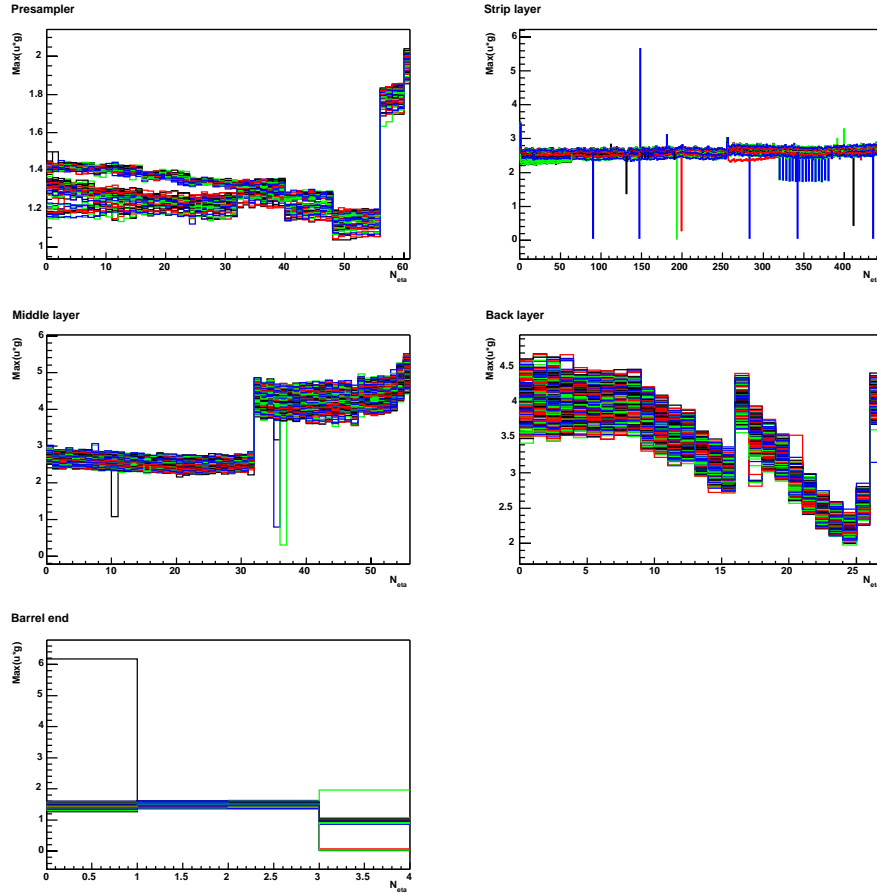 Presampler
Max(u*g)
2
1.8
1.6
1.4
1.2
1
0 10 20 30 40 50 60
N_eta
Strip layer
Max(u*g)
6
5
4
3
2
1
0
0 50 100 150 200 250 300 350 400
N_eta
Middle layer
Max(u*g)
6
5
4
3
2
1
0
0 10 20 30 40 50
N_eta
Back layer
Max(u*g)
4.5
4
3.5
3
2.5
2
0 5 10 15 20 25
N_eta
Barrel end
Max(u*g)
6
5
4
3
2
1
0
0 0.5 1 1.5 2 2.5 3 3.5 4
N_eta